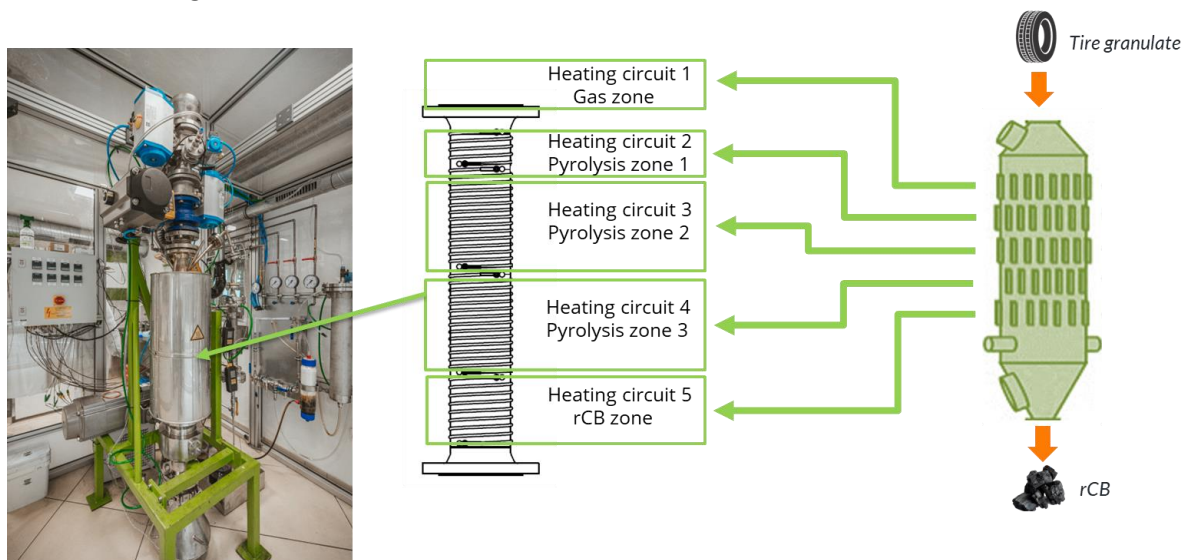 Tire granulate
Heating circuit 1
Gas zone
Heating circuit 2
Pyrolysis zone 1
Heating circuit 3
Pyrolysis zone 2
Heating circuit 4
Pyrolysis zone 3
Heating circuit 5
rCB zone
rCB